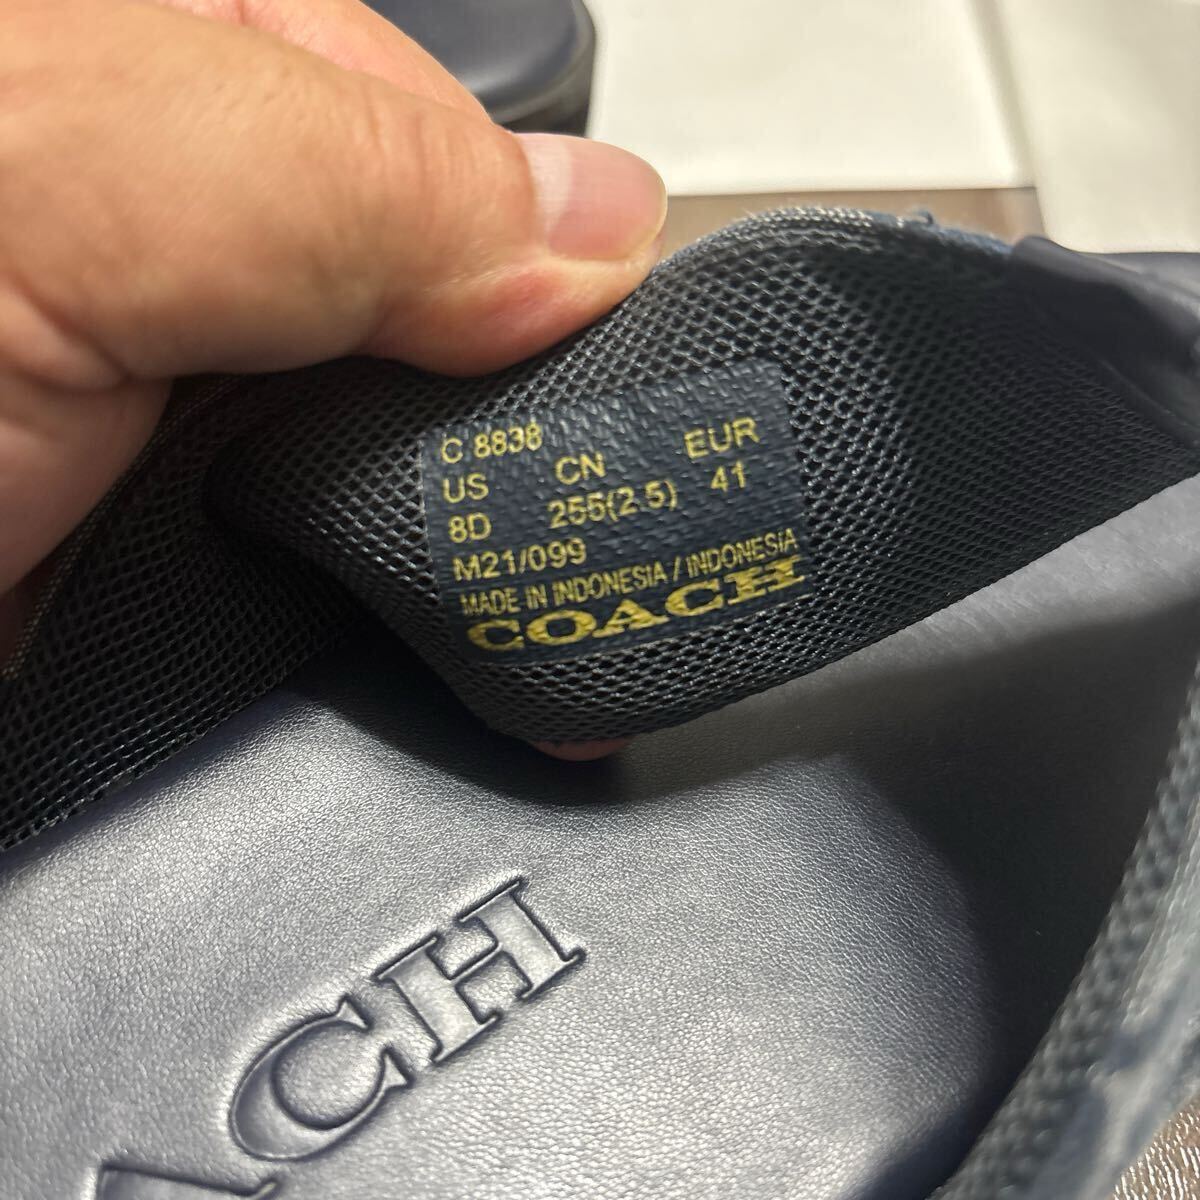 C 8838
US CN EUR
8D 255(2.5) 41
M21/099
MADE IN INDONESIA / INDONESIA
COACH
ACH